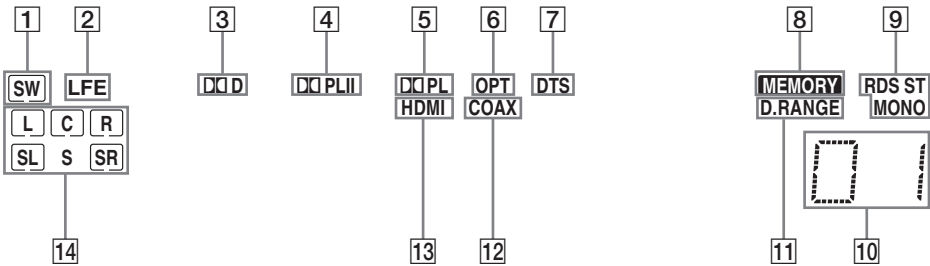 1 2 3 4 5 6 7 8 9
SW LFE D PLII PL OPT DTS MEMORY RDS ST
HDMI COAX D.RANGE MONO
L C R
SL S SR
01
14 13 12 11 10